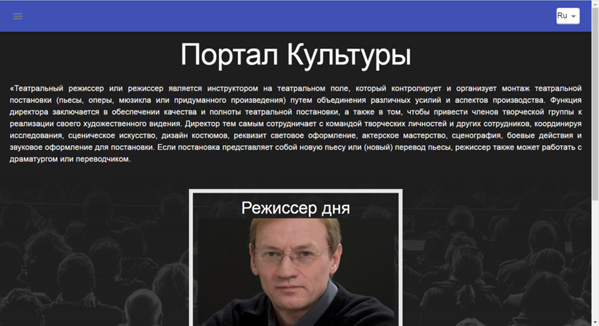 Ru
Портал Культуры
«Театральный режиссер или режиссер является инструктором на театральном поле, который контролирует и организует монтаж театральной
постановки (пьесы, оперы, мюзикла или придуманного произведения) путем объединения различных усилий и аспектов производства. Функция
директора заключается в обеспечении качества и полноты театральной постановки, а также в том, чтобы привести членов творческой группы к
реализации своего художественного видения. Директор тем самым сотрудничает с командой творческих личностей и других сотрудников, координируя
исследования, сценическое искусство, дизайн костюмов, реквизит световое оформление, актерское мастерство, сценография, боевые действия и
звуковое оформление для постановки. Если постановка представляет собой новую пьесу или (новый) перевод пьесы, режиссер также может работать с
драматургом или переводчиком.
Режиссер дня